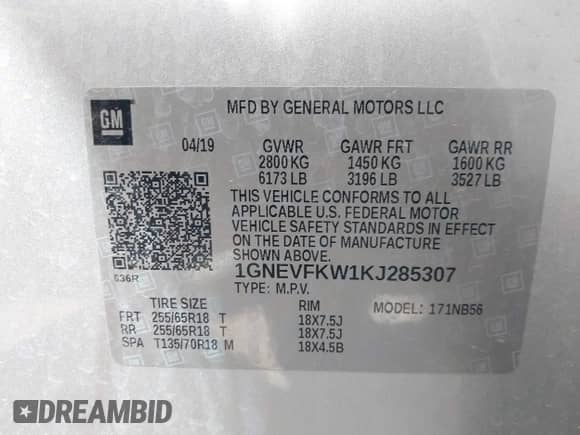 GM
MFD BY GENERAL MOTORS LLC
04/19 GVWR GAWR FRT GAWR RR
2800 KG 1450 KG 1600 KG
6173 LB 3196 LB 3527 LB
THIS VEHICLE CONFORMS TO ALL
APPLICABLE U.S. FEDERAL MOTOR
VEHICLE SAFETY STANDARDS IN EFFECT
ON THE DATE OF MANUFACTURE
SHOWN ABOVE.
1GNEVFKW1KJ285307
TYPE: M.P.V.
TIRE SIZE RIM MODEL: 171NB56
FRT 255/65R18 T 18X7.5J
RR 255/65R18 T 18X7.5J
SPA T135/70R18 M 18X4.5B
DREAMBID